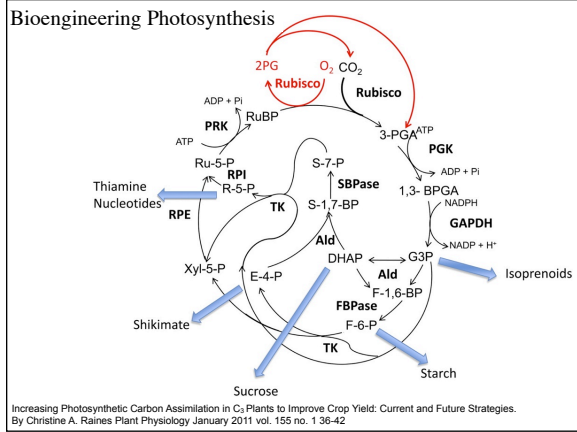 Bioengineering Photosynthesis
2PG
O2 CO2
Rubisco
Rubisco
ADP + Pi
RuBP
PRK
ATP
3-PGA
ATP
PGK
ADP + Pi
Ru-5-P
RPI
R-5-P
S-7-P
SBPase
1,3- BPGA
NADPH
Thiamine
Nucleotides
TK
S-1,7-BP
GAPDH
RPE
Ald
NADP + H+
Xyl-5-P
E-4-P
DHAP
Ald
G3P
Isoprenoids
F-1,6-BP
FBPase
F-6-P
Shikimate
TK
Starch
Sucrose
Increasing Photosynthetic Carbon Assimilation in C3 Plants to Improve Crop Yield: Current and Future Strategies.
By Christine A. Raines Plant Physiology January 2011 vol. 155 no. 1 36-42